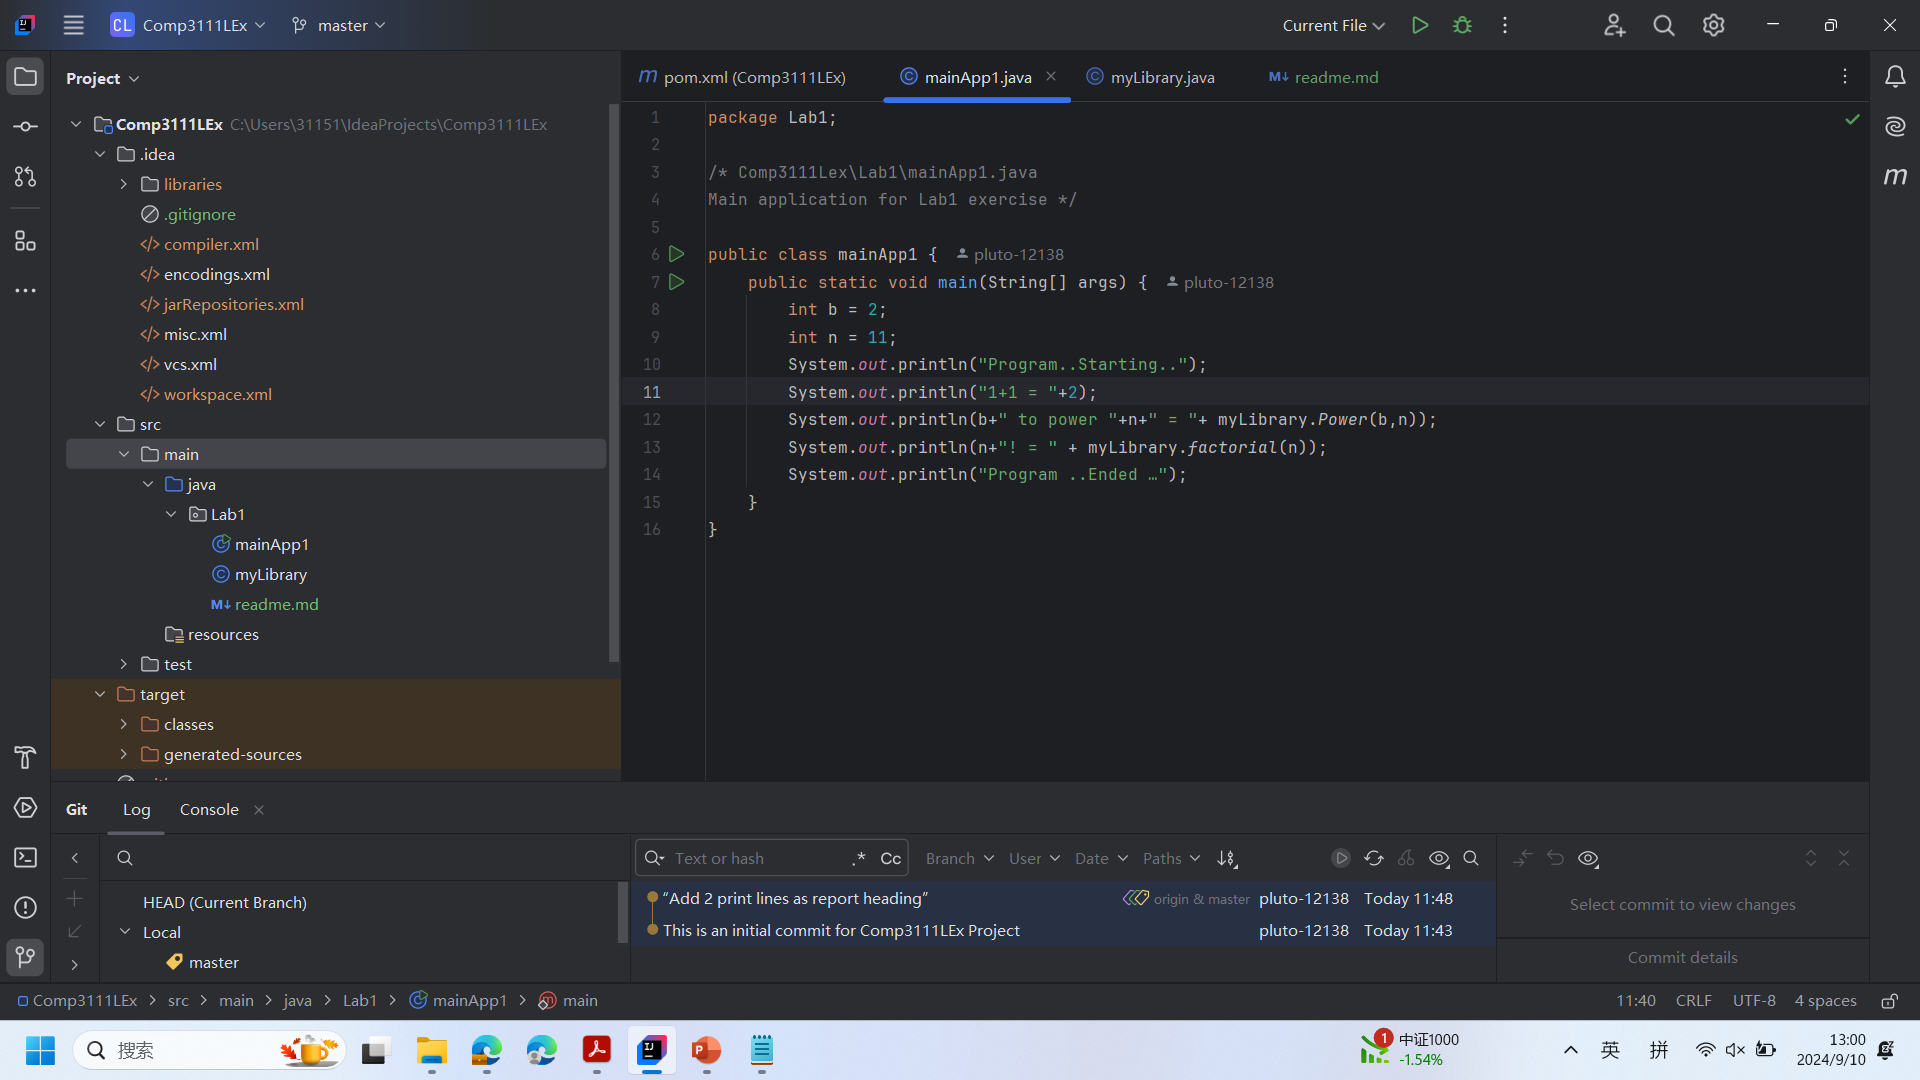 CL Comp3111LEx master Current File
Project
pom.xml (Comp3111LEx) mainApp1.java myLibrary.java readme.md
Comp3111LEx C:\Users\31151\IdeaProjects\Comp3111LEx
.idea
libraries
.gitignore
compiler.xml
encodings.xml
jarRepositories.xml
misc.xml
vcs.xml
workspace.xml
src
main
java
Lab1
mainApp1
myLibrary
readme.md
resources
test
target
classes
generated-sources
1 package Lab1;
2
3 /* Comp3111Lex\Lab1\mainApp1.java
4 Main application for Lab1 exercise */
5
6 public class mainApp1 { pluto-12138
7 public static void main(String[] args) { pluto-12138
8 int b = 2;
9 int n = 11;
10 System.out.println("Program..Starting..");
11 System.out.println("1+1 = "+2);
12 System.out.println(b+" to power "+n+" = "+ myLibrary.Power(b,n));
13 System.out.println(n+"! = " + myLibrary.factorial(n));
14 System.out.println("Program ..Ended …");
15 }
16 }
Git Log Console
Text or hash .* Cc Branch User Date Paths
HEAD (Current Branch)
Local
master
“Add 2 print lines as report heading” origin & master pluto-12138 Today 11:48
This is an initial commit for Comp3111LEx Project pluto-12138 Today 11:43
Select commit to view changes
Commit details
Comp3111LEx > src > main > java > Lab1 > mainApp1 > main 11:40 CRLF UTF-8 4 spaces
搜索
1 中证1000
-1.54%
英 拼
13:00
2024/9/10